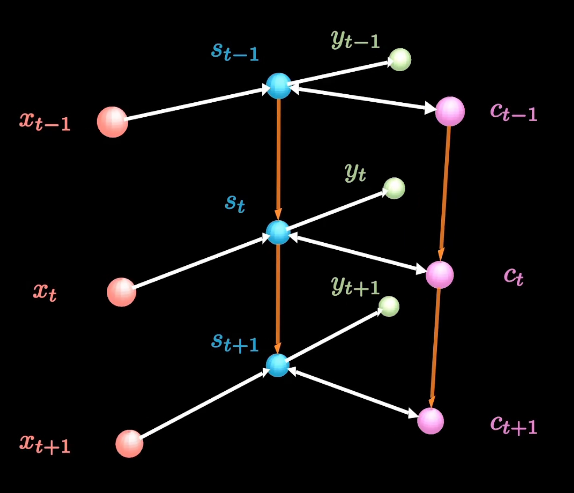 y_{t-1}
s_{t-1}
x_{t-1}
c_{t-1}
y_t
s_t
x_t
c_t
y_{t+1}
s_{t+1}
x_{t+1}
c_{t+1}